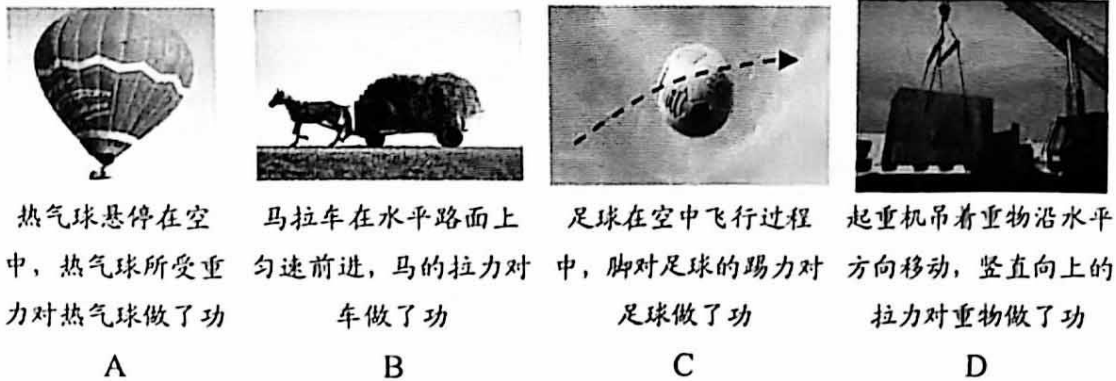 热气球悬停在空
中，热气球所受重
力对热气球做了功
A
马拉车在水平路面上
匀速前进，马的拉力对
车做了功
B
足球在空中飞行过程
中，脚对足球的踢力对
足球做了功
C
起重机吊着重物沿水平
方向移动，竖直向上的
拉力对重物做了功
D